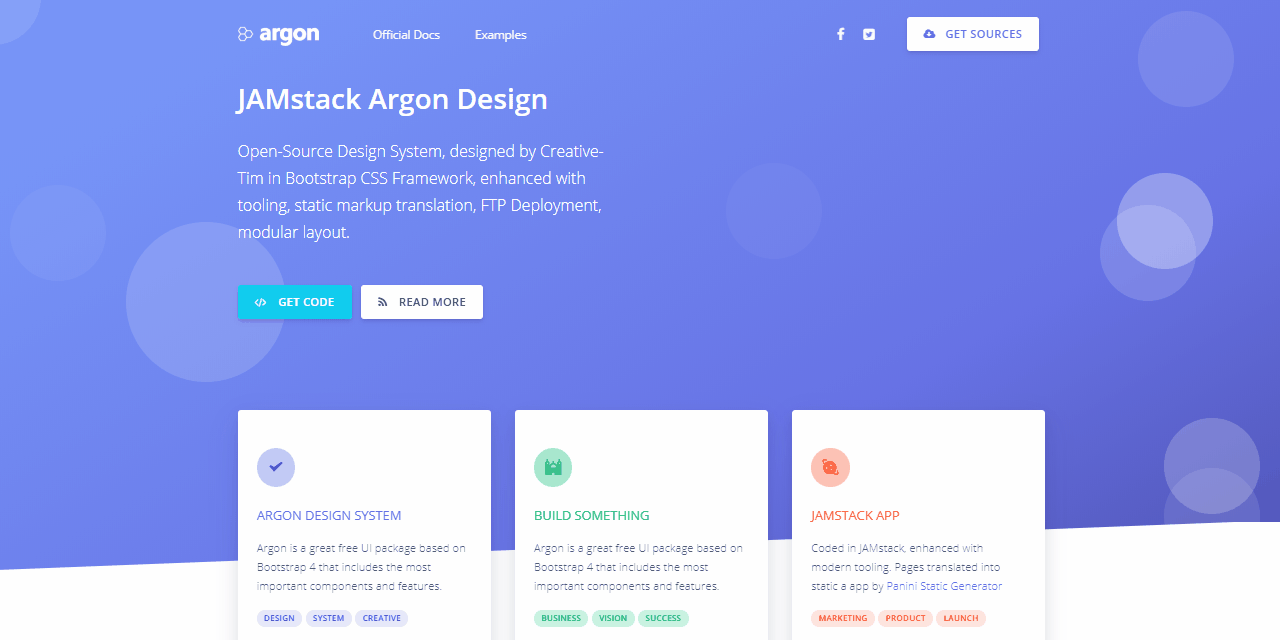 argon
Official Docs
Examples
GET SOURCES
JAMstack Argon Design
Open-Source Design System, designed by Creative-
Tim in Bootstrap CSS Framework, enhanced with
tooling, static markup translation, FTP Deployment,
modular layout.
GET CODE
READ MORE
ARGON DESIGN SYSTEM
Argon is a great free UI package based on
Bootstrap 4 that includes the most
important components and features.
DESIGN SYSTEM CREATIVE
BUILD SOMETHING
Argon is a great free UI package based on
Bootstrap 4 that includes the most
important components and features.
BUSINESS VISION SUCCESS
JAMSTACK APP
Coded in JAMstack, enhanced with
modern tooling. Pages translated into
static a app by Panini Static Generator
MARKETING PRODUCT LAUNCH